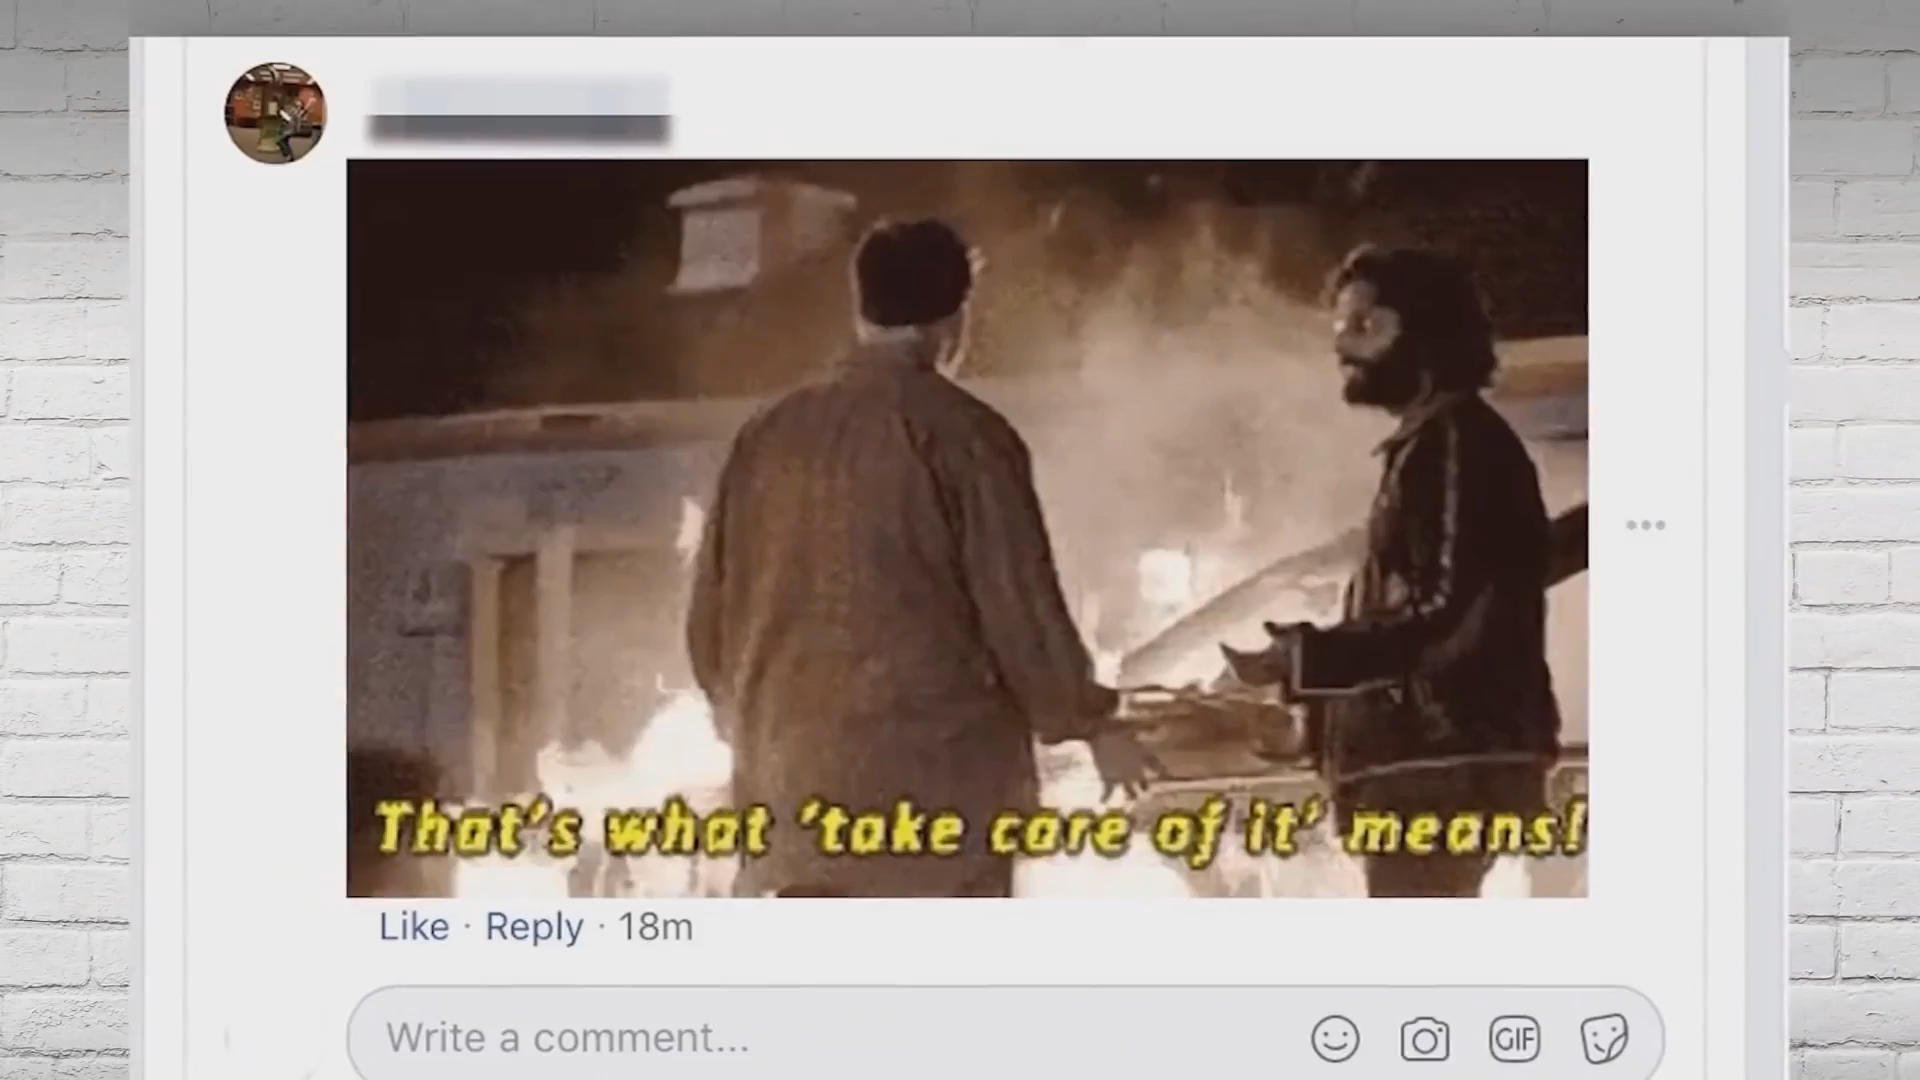 That's what 'take care of it' means!
Like · Reply · 18m
Write a comment...
GIF